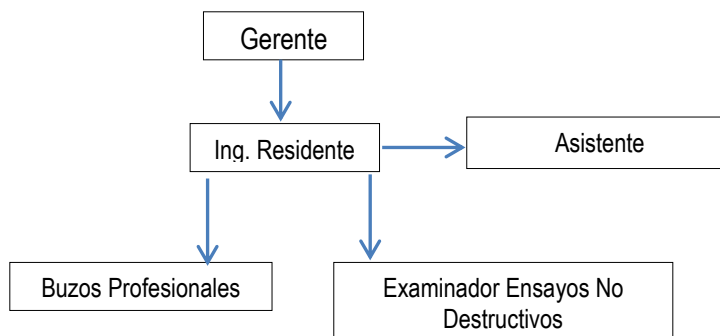 Gerente
Ing. Residente
Asistente
Buzos Profesionales
Examinador Ensayos No
Destructivos